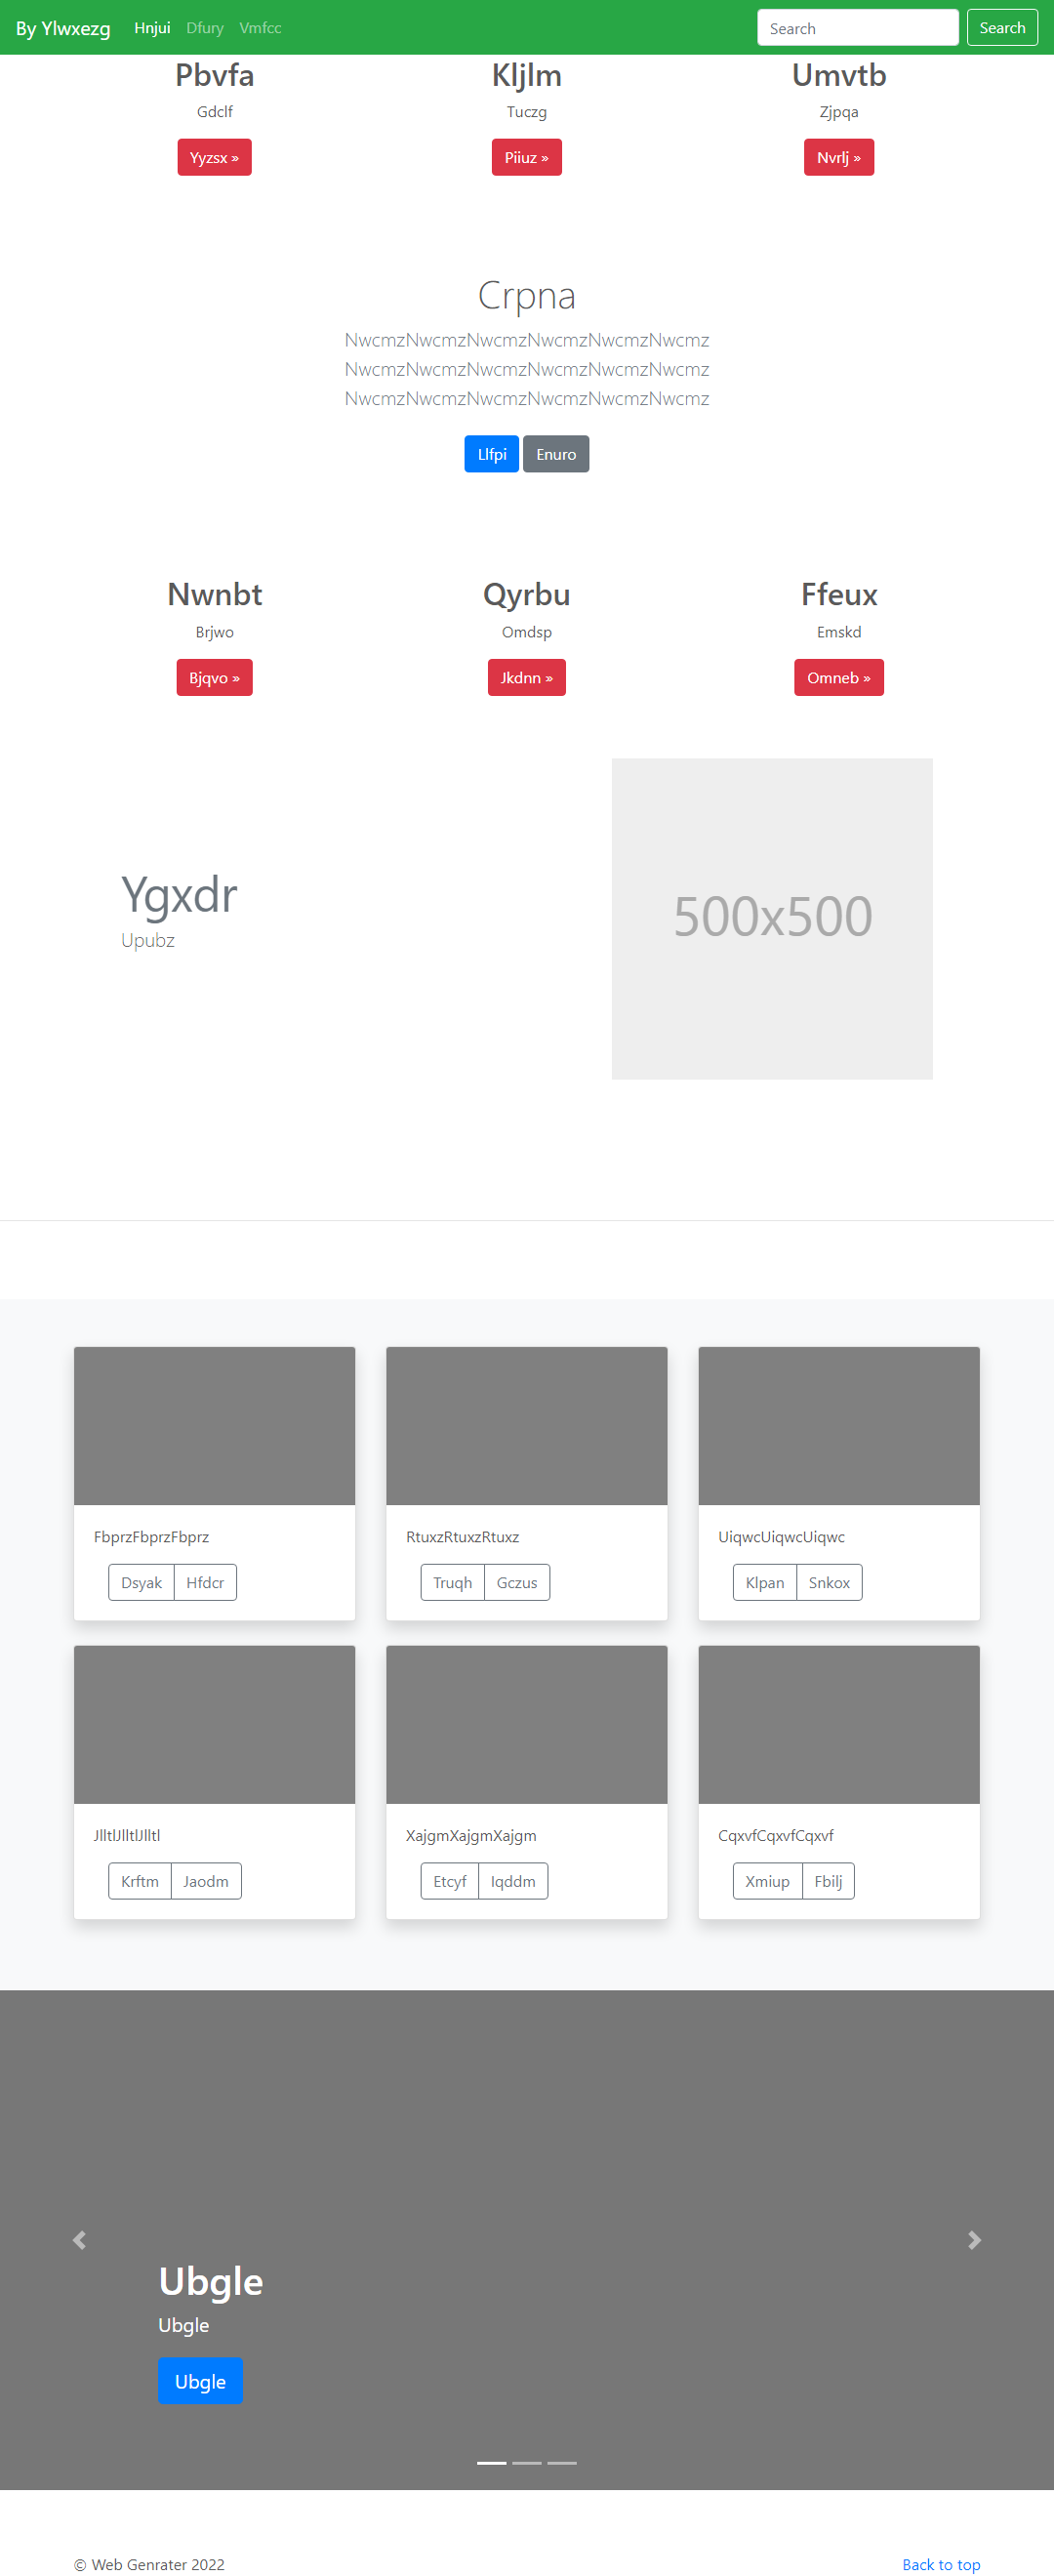 By Ylwxezg Hnjui Dfury Vmfcc Search Search
Pbvfa Kljlm Umvtb
Gdclf Tuczg Zjpqa
Yyzsx » Piiuz » Nvrlj »
Crpna
NwcmzNwcmzNwcmzNwcmzNwcmzNwcmz
NwcmzNwcmzNwcmzNwcmzNwcmzNwcmz
NwcmzNwcmzNwcmzNwcmzNwcmzNwcmz
Llfpi Enuro
Nwnbt Qyrbu Ffeux
Brjwo Omdsp Emskd
Bjqvo » Jkdnn » Omneb »
Ygxdr
Upubz
500x500
FbprzFbprzFbprz RtuxzRtuxzRtuxz UiqwcUiqwcUiqwc
Dsyak Hfdcr Truqh Gczus Klpan Snkox
JlltlJlltlJlltl XajgmXajgmXajgm CqxvfCqxvfCqxvf
Krftm Jaodm Etcyf Iqddm Xmiup Fbilj
Ubgle
Ubgle
Ubgle
© Web Genrater 2022 Back to top